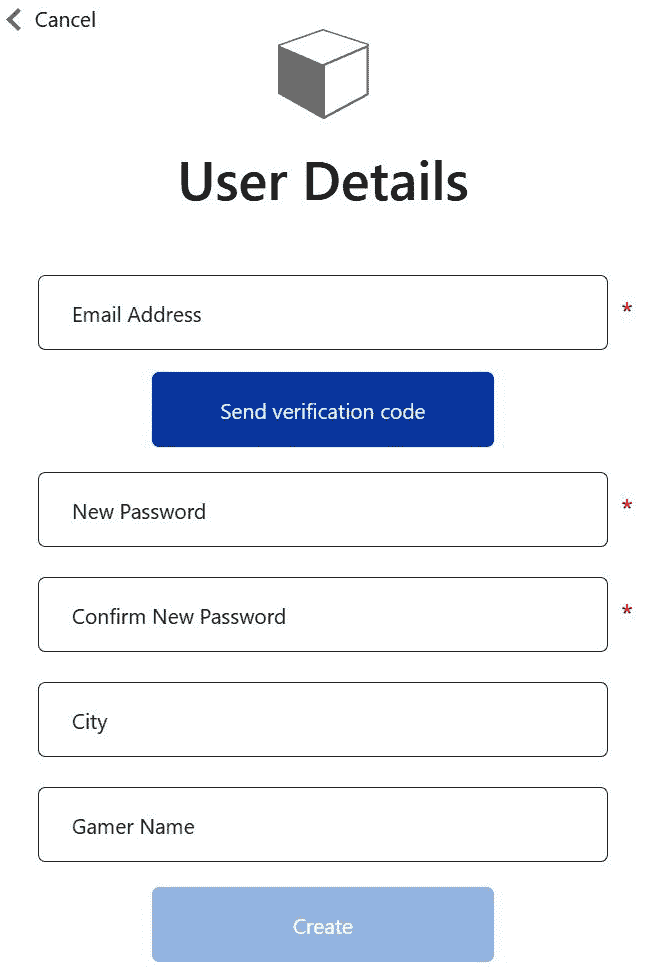 Cancel
User Details
Email Address
*
Send verification code
New Password
*
Confirm New Password
*
City
Gamer Name
Create